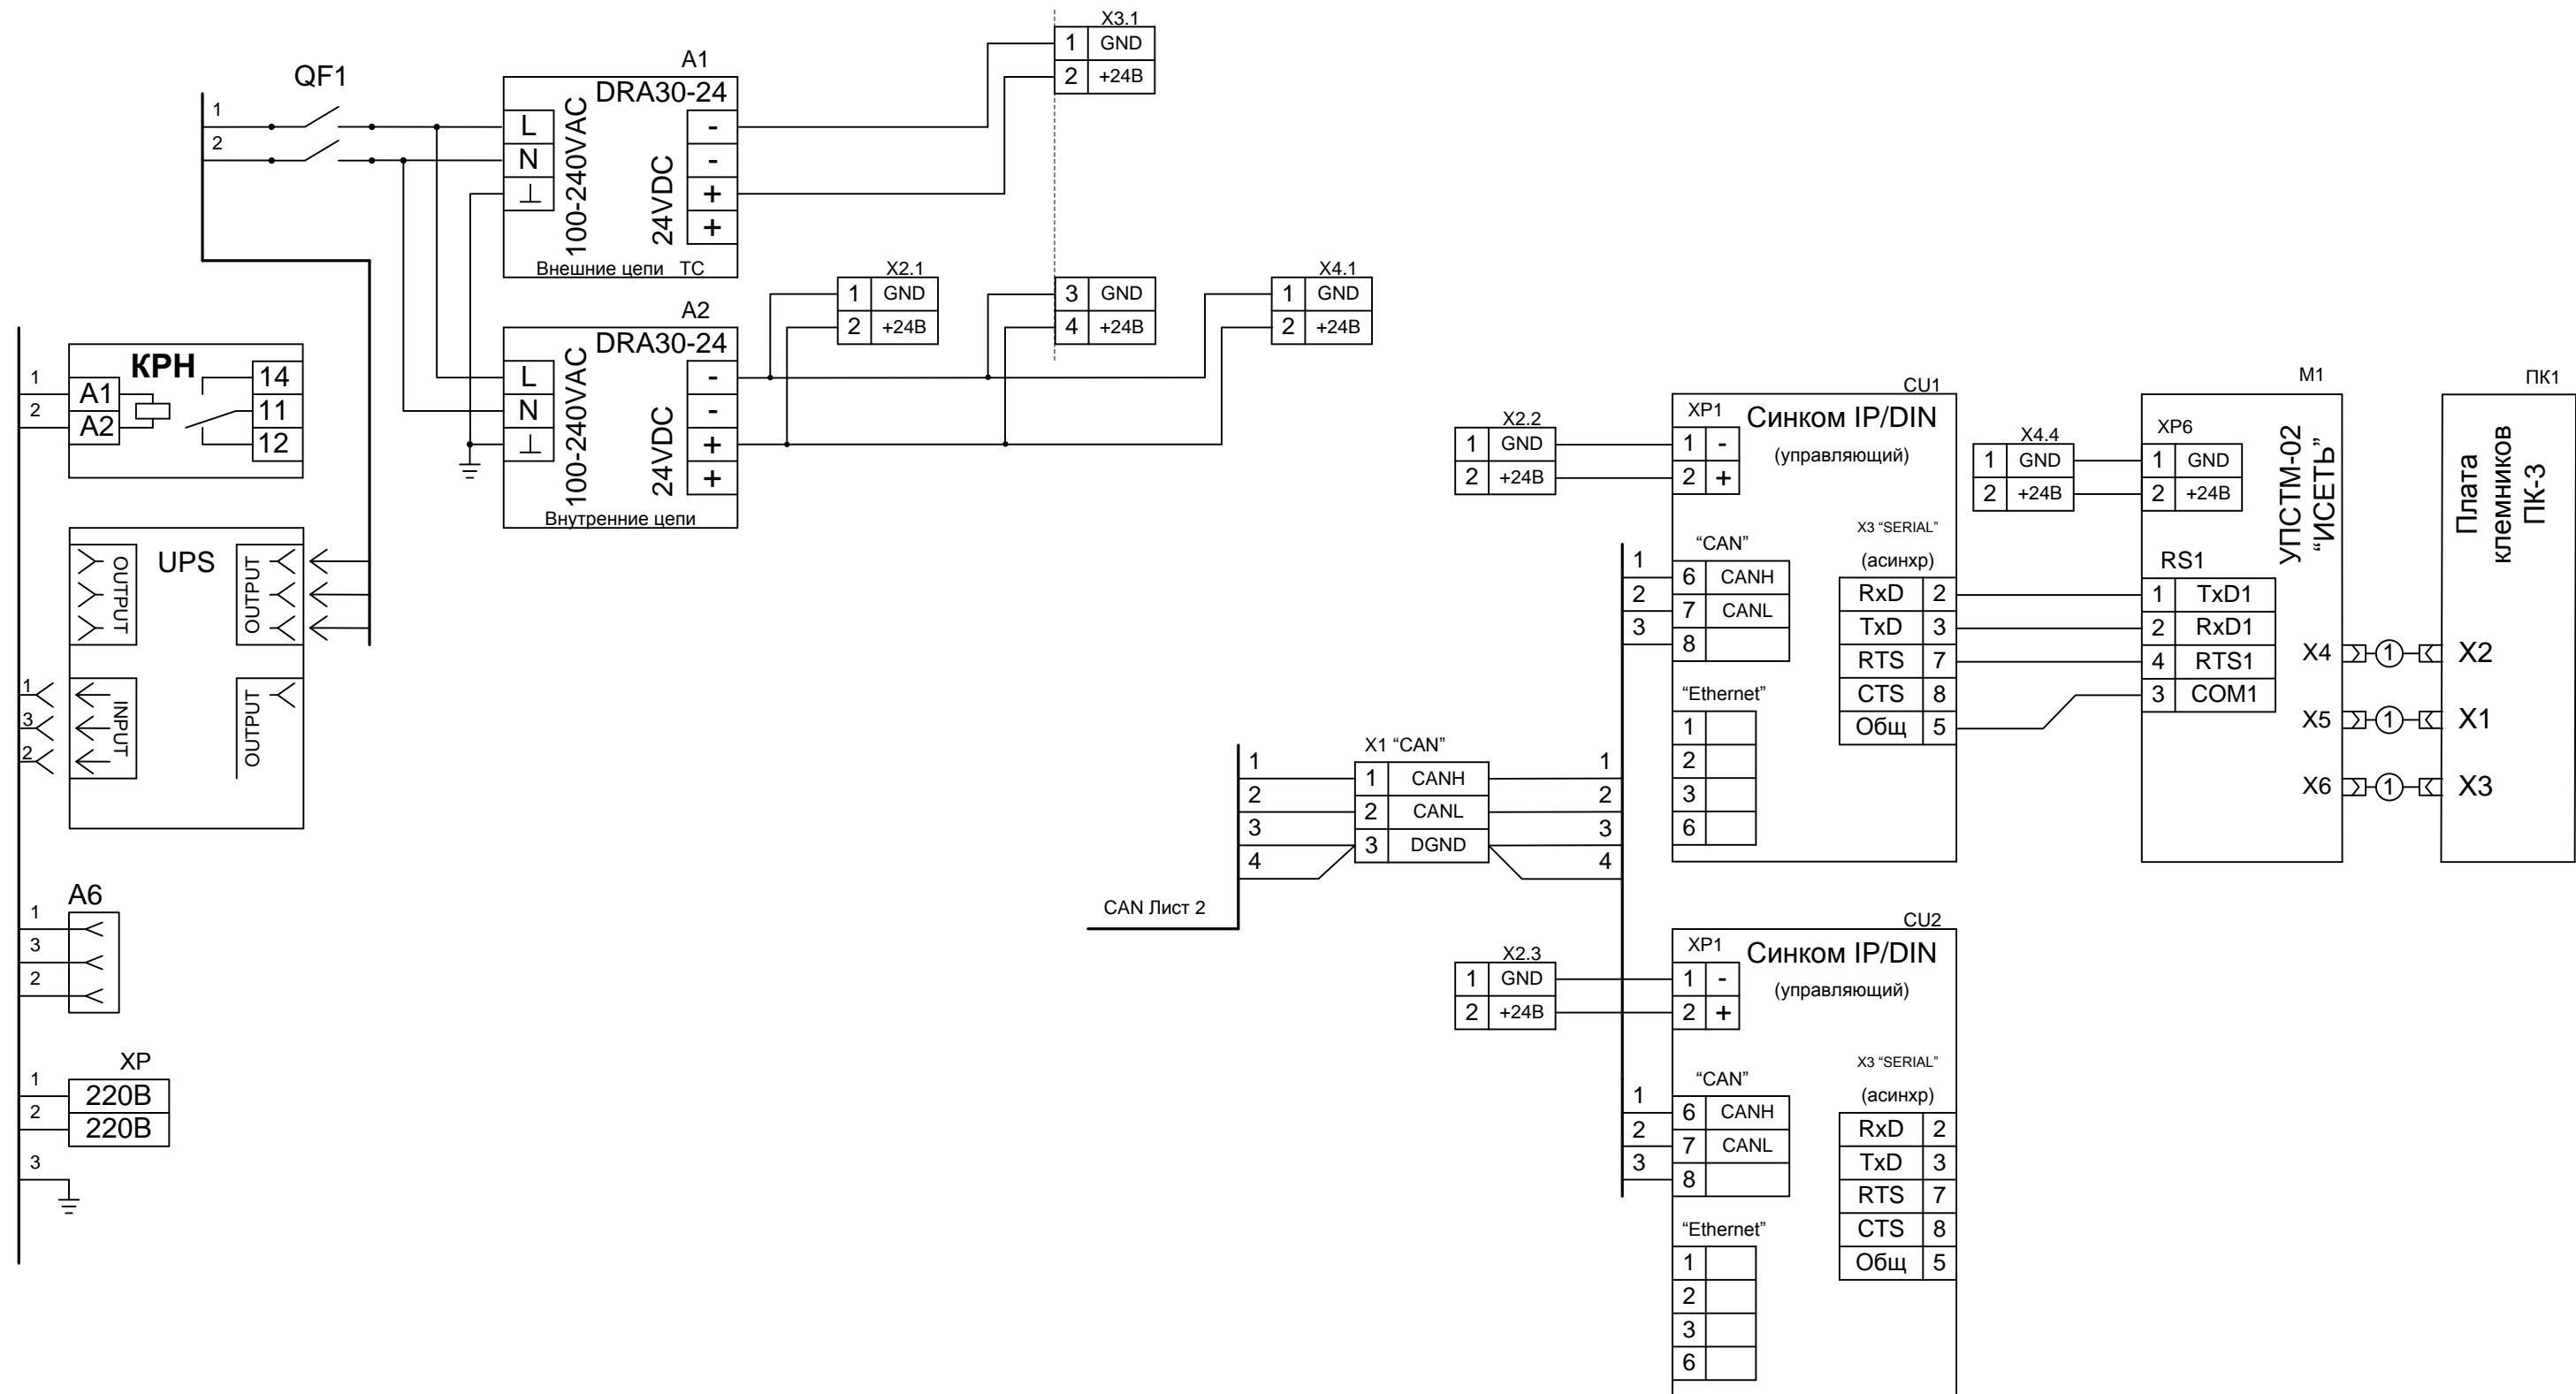 QF1
1
2
A1
DRA30-24
L
N
⊥
100-240VAC
24VDC
-
-
+
+
Внешние цепи ТС
X3.1
1 GND
2 +24В
A2
DRA30-24
L
N
⊥
100-240VAC
24VDC
-
-
+
+
Внутренние цепи
X2.1
1 GND
2 +24В
3 GND
4 +24В
X4.1
1 GND
2 +24В
1
2
КРН
A1
A2
14
11
12
UPS
OUTPUT
OUTPUT
1
3
2
INPUT
OUTPUT
A6
1
3
2
XP
1
2
220В
220В
3
CAN Лист 2
1
2
3
4
X1 “CAN”
1 CANH
2 CANL
3 DGND
1
2
3
4
X2.2
1 GND
2 +24В
CU1
XP1
Синком IP/DIN
(управляющий)
1 -
2 +
“CAN”
1
2
3
6 CANH
7 CANL
8
“Ethernet”
1
2
3
6
X3 “SERIAL”
(асинхр)
RxD 2
TxD 3
RTS 7
CTS 8
Общ 5
X4.4
1 GND
2 +24В
M1
XP6
1 GND
2 +24В
УПСТМ-02
“ИСЕТЬ”
RS1
1 TxD1
2 RxD1
4 RTS1
3 COM1
X4 1 X2
X5 1 X1
X6 1 X3
ПК1
Плата
клемников
ПК-3
X2.3
1 GND
2 +24В
CU2
XP1
Синком IP/DIN
(управляющий)
1 -
2 +
“CAN”
1
2
3
6 CANH
7 CANL
8
“Ethernet”
1
2
3
6
X3 “SERIAL”
(асинхр)
RxD 2
TxD 3
RTS 7
CTS 8
Общ 5